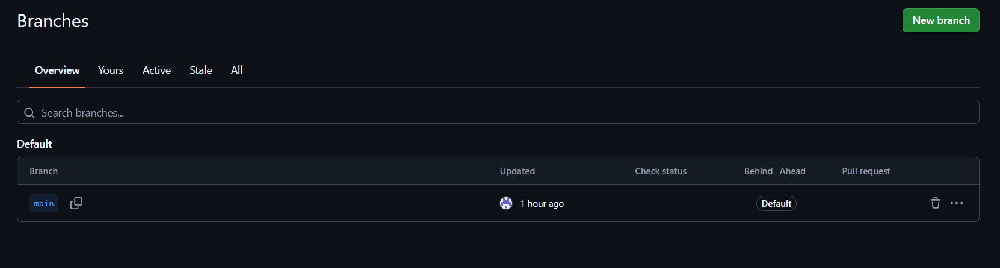 Branches
New branch
Overview Yours Active Stale All
Search branches...
Default
Branch Updated Check status Behind Ahead Pull request
main 1 hour ago Default